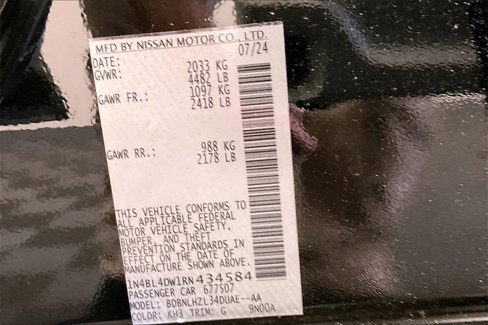 MFD BY NISSAN MOTOR CO., LTD.
DATE: 07/24
GVWR: 2033 KG
4482 LB
GAWR FR.: 1097 KG
2418 LB
GAWR RR.: 988 KG
2178 LB
THIS VEHICLE CONFORMS TO
ALL APPLICABLE FEDERAL
MOTOR VEHICLE SAFETY,
BUMPER, AND THEFT
PREVENTION STANDARDS IN
EFFECT ON THE DATE OF
MANUFACTURE SHOWN ABOVE.
1N4BL4DW1RN434584
PASSENGER CAR 677507
MODEL: BDBNLHZL34DUAE--AA
COLOR: KH3 TRIM: G 9N00A